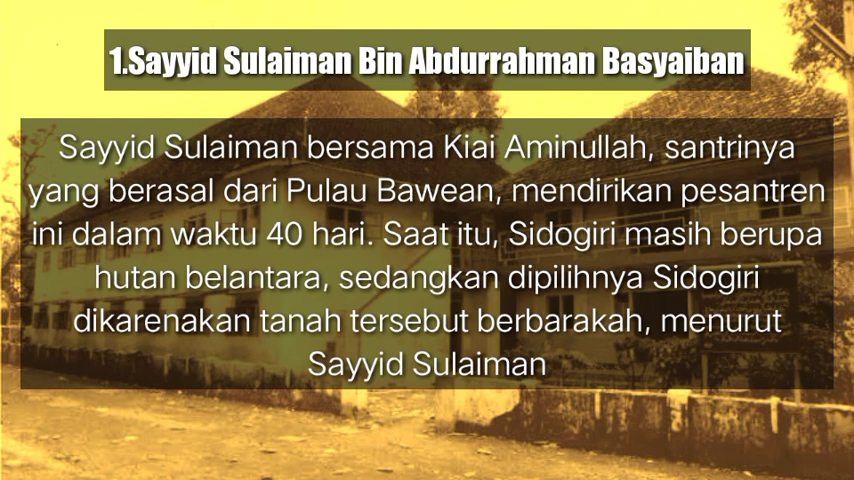 1.Sayyid Sulaiman Bin Abdurrahman Basyaiban
Sayyid Sulaiman bersama Kiai Aminullah, santrinya
yang berasal dari Pulau Bawean, mendirikan pesantren
ini dalam waktu 40 hari. Saat itu, Sidogiri masih berupa
hutan belantara, sedangkan dipilihnya Sidogiri
dikarenakan tanah tersebut berbarakah, menurut
Sayyid Sulaiman